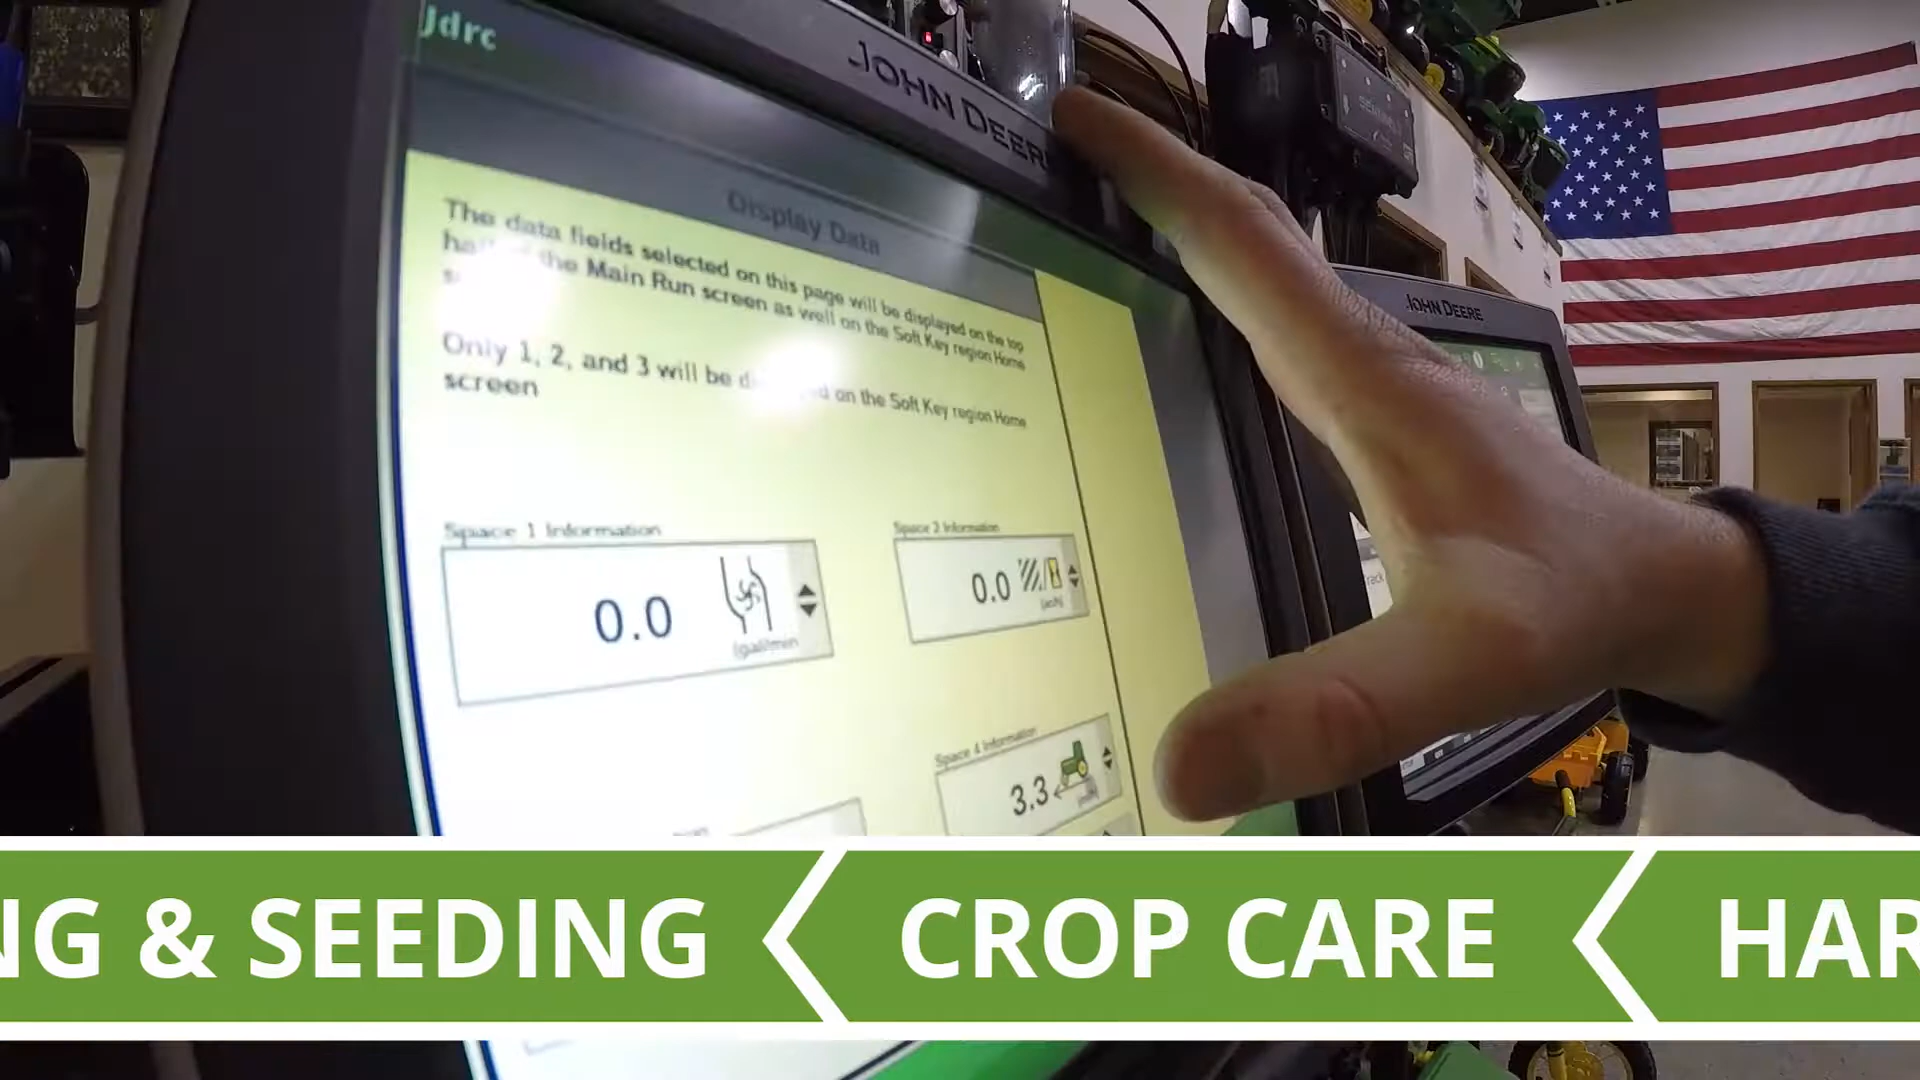 Jdrc
JOHN DEERE
Display Data
The data fields selected on this page will be displayed on the top
the Main Run screen as well on the Soft Key region Home
Only 1, 2, and 3 will be on the Soft Key region Home
screen
Space 1 Information
0.0
(gal)/min
Space 2 Information
0.0
Space 4 Information
3.3
JOHN DEERE
NG & SEEDING
CROP CARE
HAR